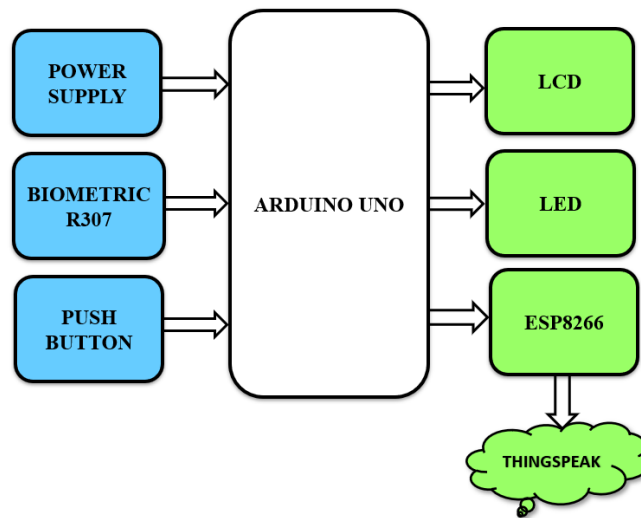 POWER
SUPPLY
BIOMETRIC
R307
PUSH
BUTTON
ARDUINO UNO
LCD
LED
ESP8266
THINGSPEAK